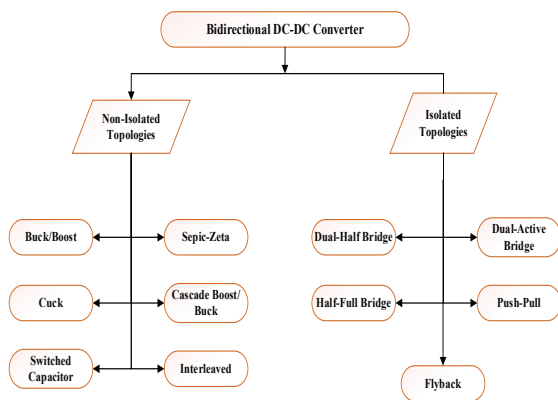 Bidirectional DC-DC Converter
Non-Isolated
Topologies
Isolated
Topologies
Buck/Boost
Sepic-Zeta
Dual-Half Bridge
Dual-Active
Bridge
Cuck
Cascade Boost/
Buck
Half-Full Bridge
Push-Pull
Switched
Capacitor
Interleaved
Flyback